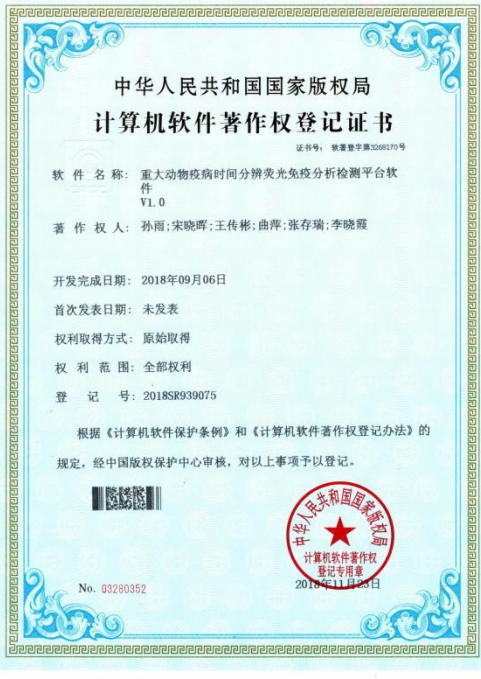 中华人民共和国国家版权局
计算机软件著作权登记证书
证书号： 软著登字第3268170号
软件名称： 重大动物疫病时间分辨荧光免疫分析检测平台软
件
V1.0
著作权人： 孙雨;宋晓晖;王传彬;曲萍;张存瑞;李晓霞
开发完成日期： 2018年09月06日
首次发表日期： 未发表
权利取得方式： 原始取得
权利范围： 全部权利
登记号： 2018SR939075
根据《计算机软件保护条例》和《计算机软件著作权登记办法》的
规定，经中国版权保护中心审核，对以上事项予以登记。
中华人民共和国国家版权局
计算机软件著作权
登记专用章
No. 03280352
2018年11月23日